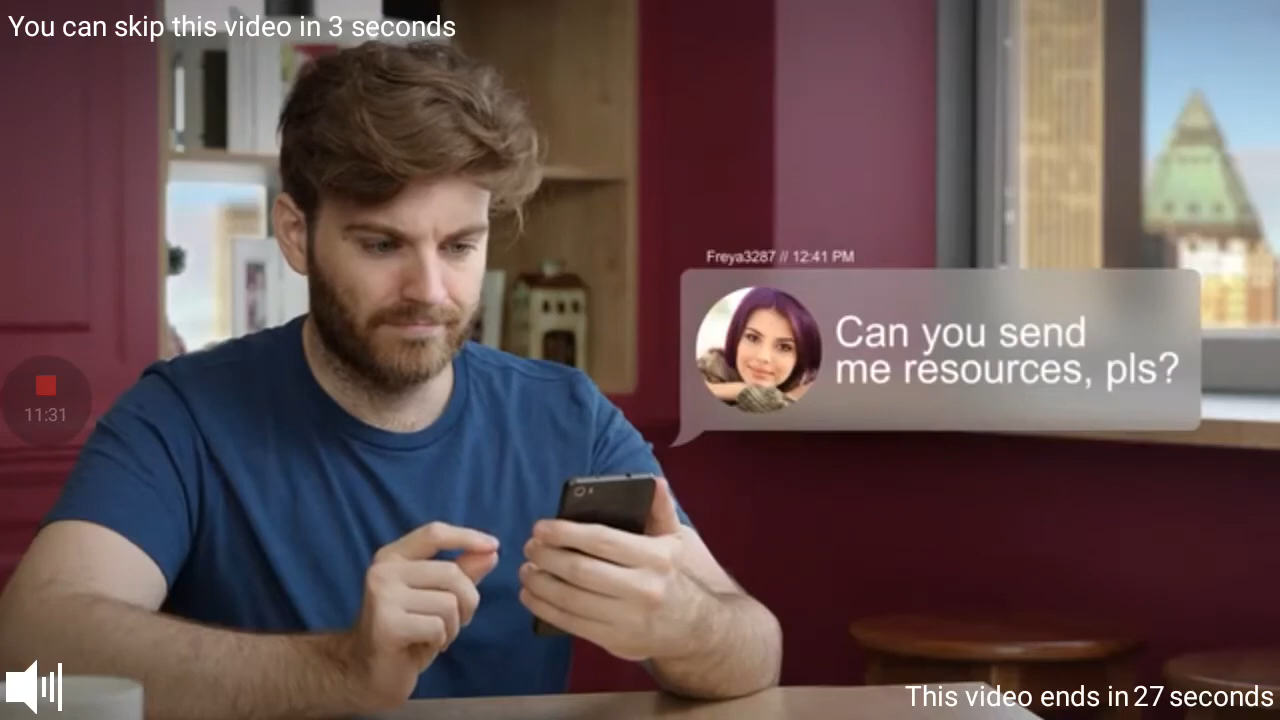 You can skip this video in 3 seconds
Freya3287 // 12:41 PM
Can you send
me resources, pls?
11:31
This video ends in 27 seconds